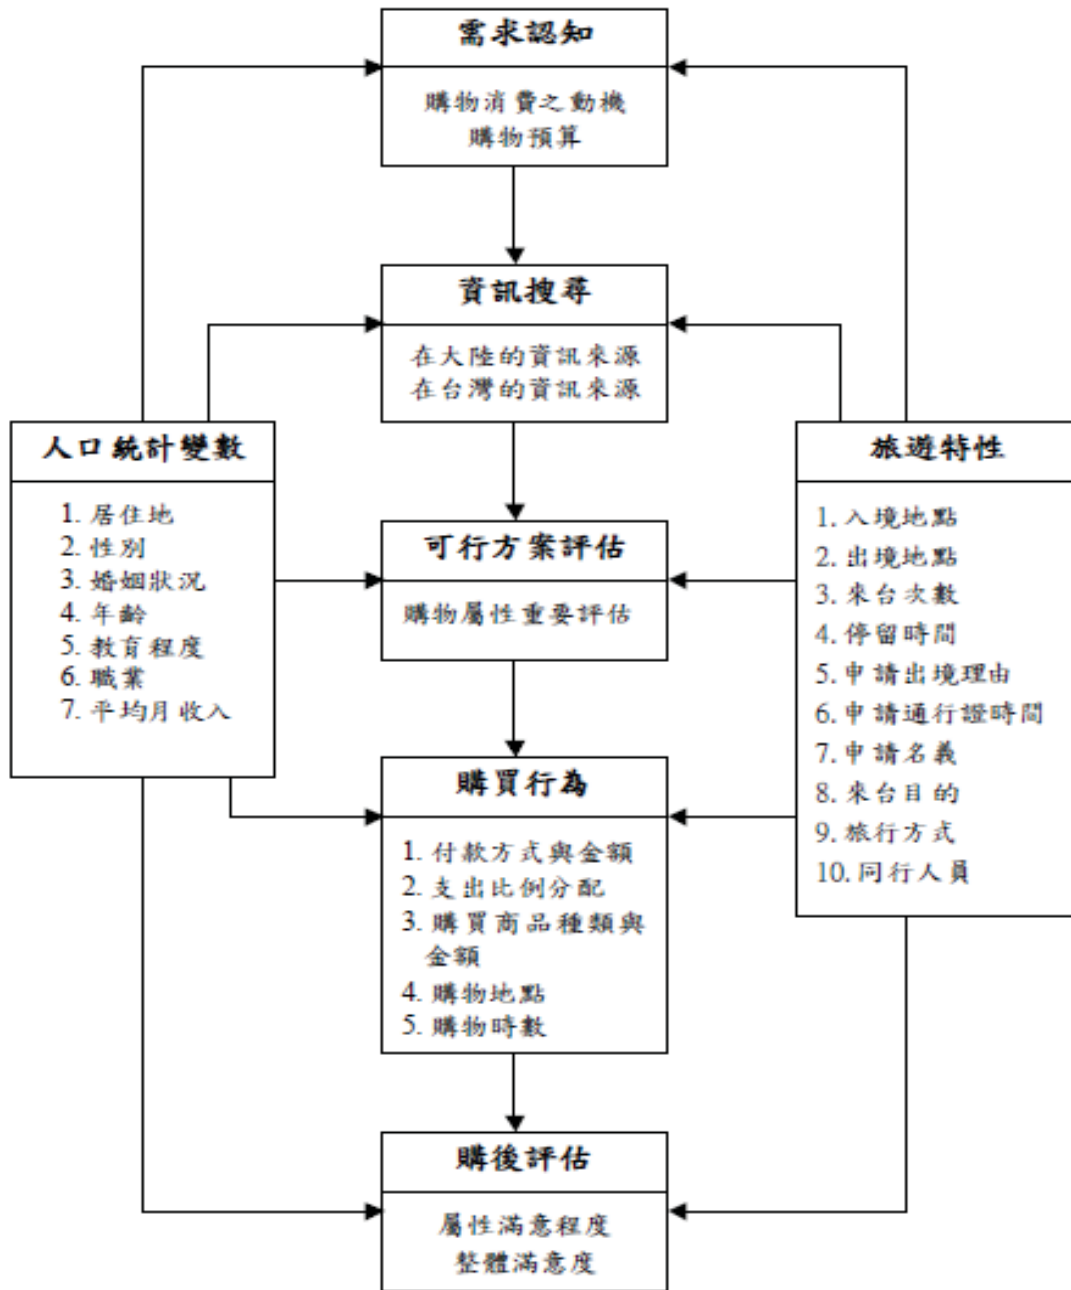 需求認知
購物消費之動機
購物預算
資訊搜尋
在大陸的資訊來源
在台灣的資訊來源
人口統計變數
1. 居住地
2. 性別
3. 婚姻狀況
4. 年齡
5. 教育程度
6. 職業
7. 平均月收入
可行方案評估
購物屬性重要評估
旅遊特性
1. 入境地點
2. 出境地點
3. 來台次數
4. 停留時間
5. 申請出境理由
6. 申請通行證時間
7. 申請名義
8. 來台目的
9. 旅行方式
10. 同行人員
購買行為
1. 付款方式與金額
2. 支出比例分配
3. 購買商品種類與
金額
4. 購物地點
5. 購物時數
購後評估
屬性滿意程度
整體滿意度